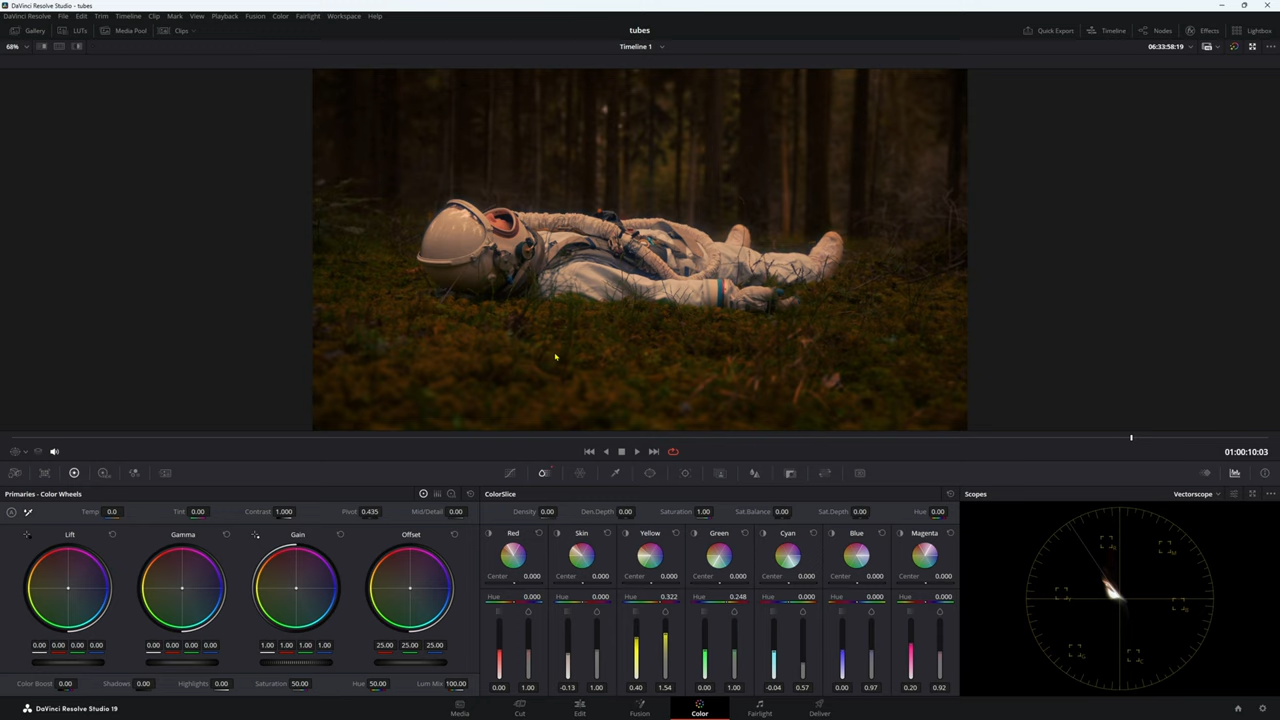 DaVinci Resolve Studio - tubes
DaVinci Resolve File Edit Trim Timeline Clip Mark View Playback Fusion Color Fairlight Workspace Help
Gallery LUTs Media Pool Clips tubes Quick Export Timeline Nodes Effects Lightbox
68% Timeline 1 06:33:58:19
01:00:10:03
Primaries - Color Wheels ColorSlice Scopes Vectorscope
Temp 0.0 Tint 0.00 Contrast 1.000 Pivot 0.435 Mid/Detail 0.00 Density 0.00 Den.Depth 0.00 Saturation 1.00 Sat.Balance 0.00 Sat.Depth 0.00 Hue 0.00
Lift Gamma Gain Offset Red Skin Yellow Green Cyan Blue Magenta
Center 0.000 Center 0.000 Center 0.000 Center 0.000 Center 0.000 Center 0.000 Center 0.000
Hue 0.000 Hue 0.000 Hue 0.322 Hue 0.248 Hue 0.000 Hue 0.000 Hue 0.000
0.00 0.00 0.00 0.00 0.00 0.00 0.00 0.00 1.00 1.00 1.00 1.00 25.00 25.00 25.00
Color Boost 0.00 Shadows 0.00 Highlights 0.00 Saturation 50.00 Hue 50.00 Lum Mix 100.00 0.00 1.00 -0.13 1.00 0.40 1.54 0.00 1.00 -0.04 0.57 0.00 0.97 0.20 0.92
DaVinci Resolve Studio 19 Media Cut Edit Fusion Color Fairlight Deliver